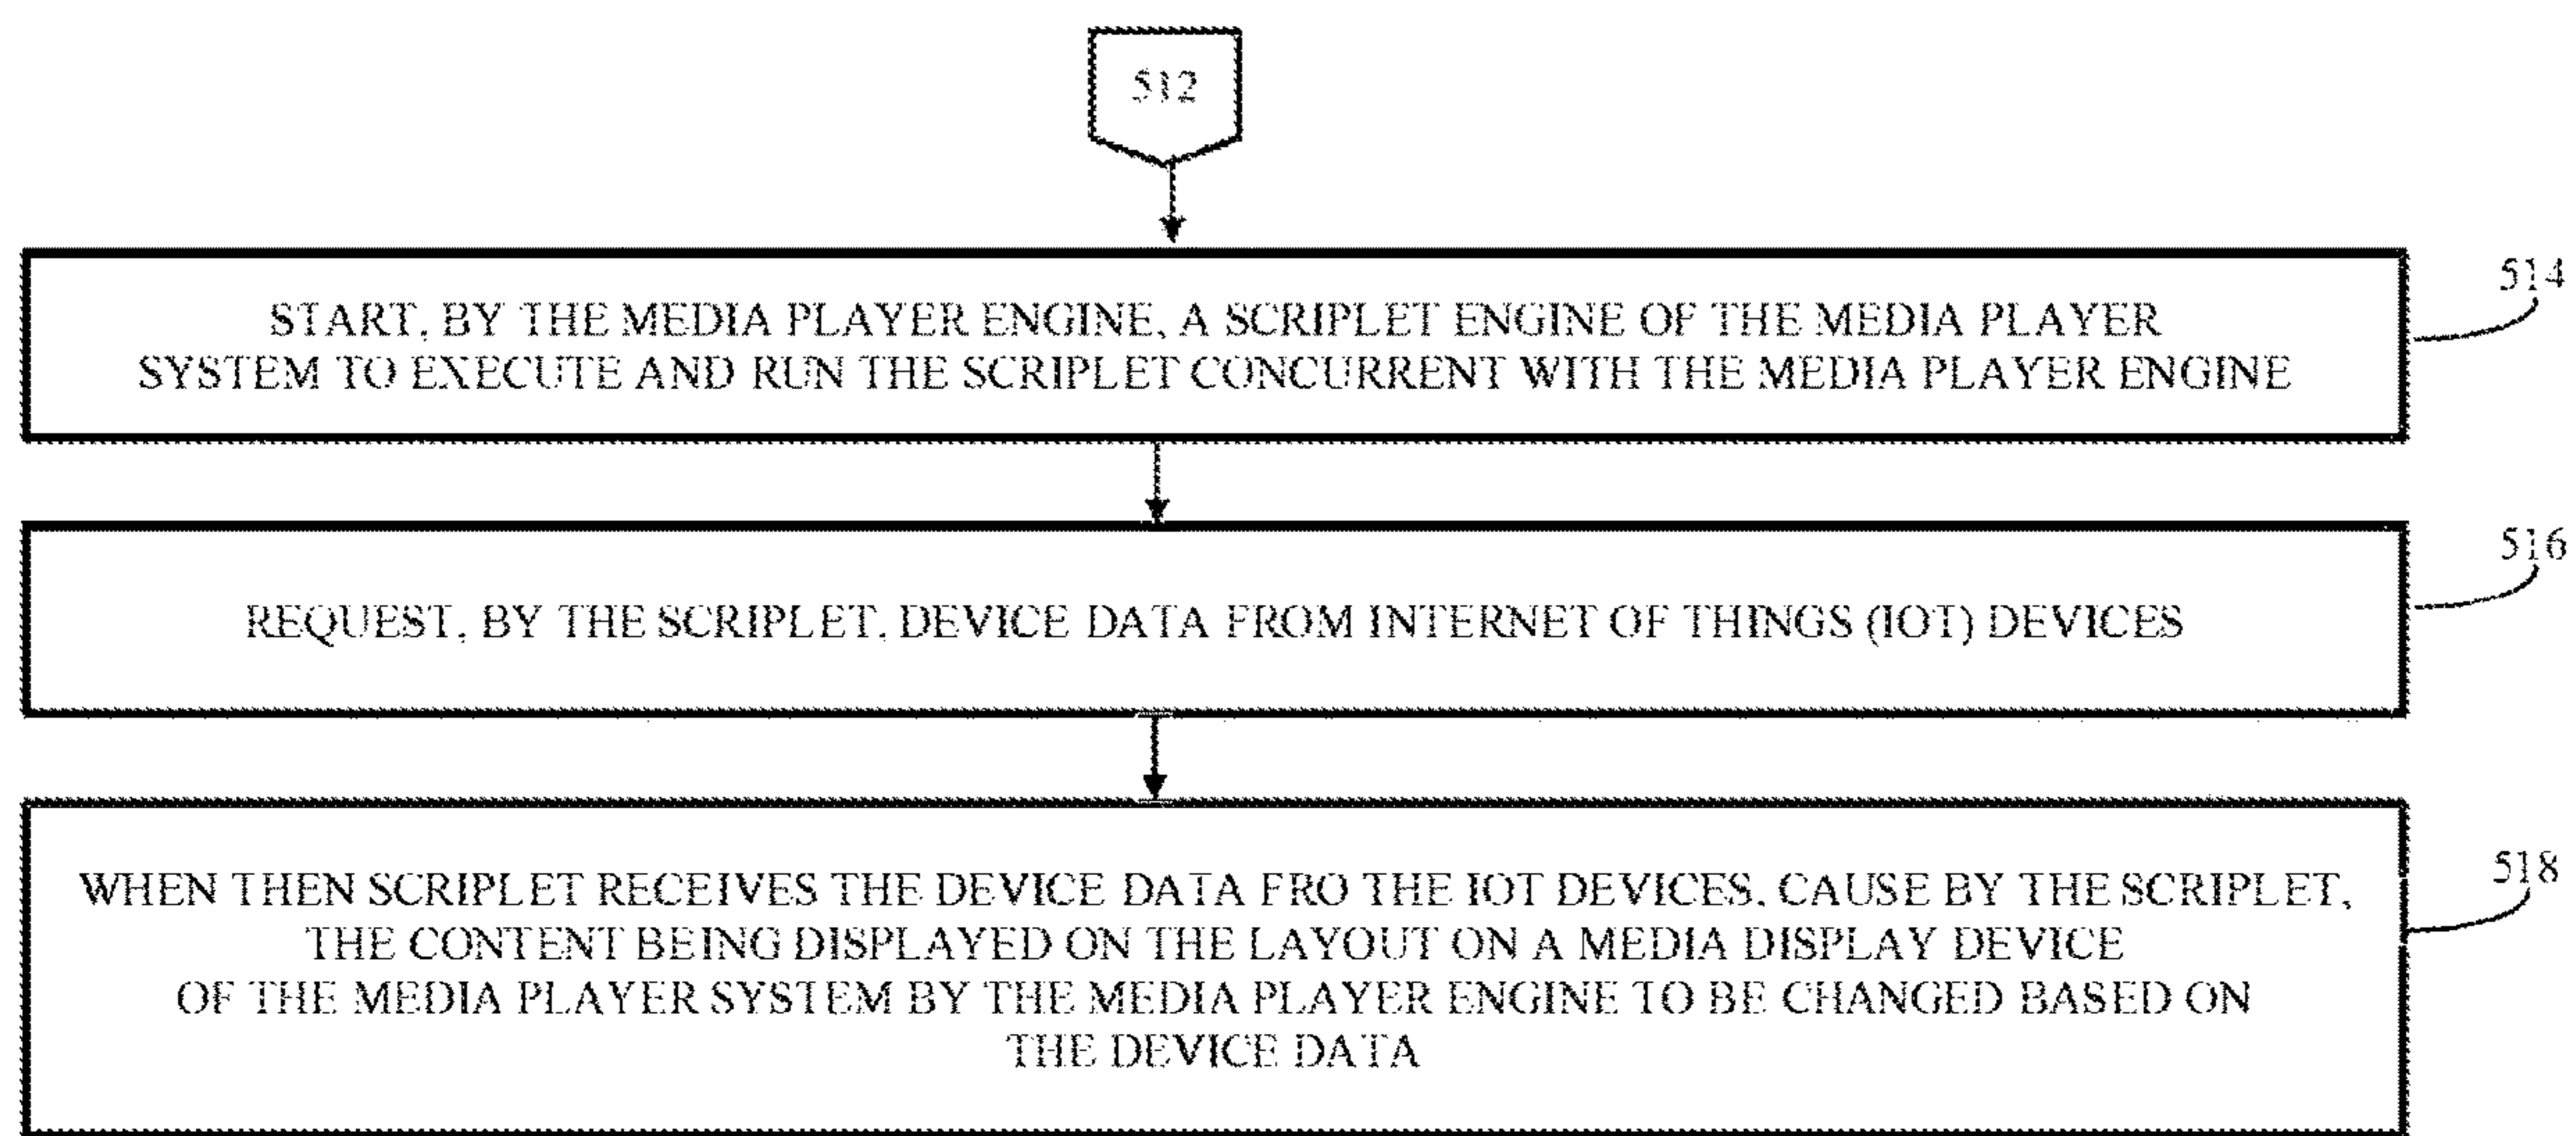 512
514
START, BY THE MEDIA PLAYER ENGINE, A SCRIPLET ENGINE OF THE MEDIA PLAYER
SYSTEM TO EXECUTE AND RUN THE SCRIPLET CONCURRENT WITH THE MEDIA PLAYER ENGINE
516
REQUEST, BY THE SCRIPLET, DEVICE DATA FROM INTERNET OF THINGS (IOT) DEVICES
518
WHEN THEN SCRIPLET RECEIVES THE DEVICE DATA FRO THE IOT DEVICES, CAUSE BY THE SCRIPLET,
THE CONTENT BEING DISPLAYED ON THE LAYOUT ON A MEDIA DISPLAY DEVICE
OF THE MEDIA PLAYER SYSTEM BY THE MEDIA PLAYER ENGINE TO BE CHANGED BASED ON
THE DEVICE DATA